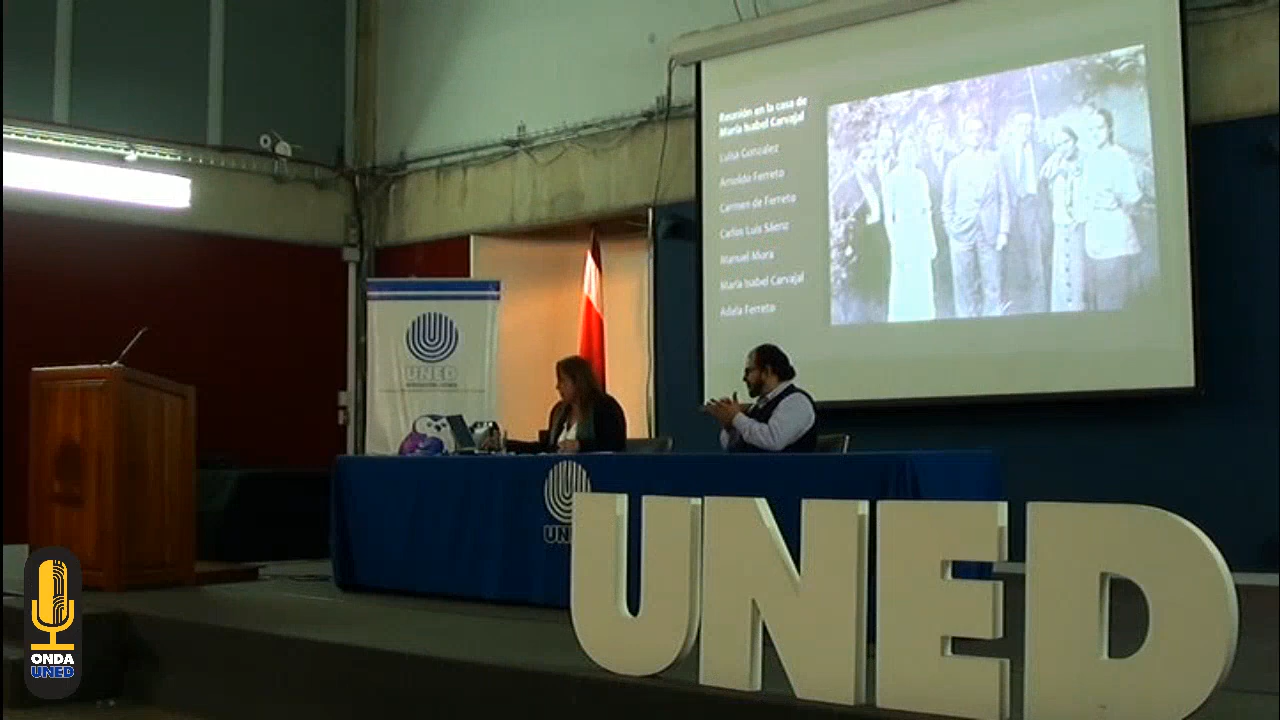 Reunión en la casa de
María Isabel Carvajal
Luisa González
Arnoldo Ferreto
Carmen de Ferreto
Carlos Luis Sáenz
Manuel Mora
María Isabel Carvajal
Adela Ferreto
UNED
UNED
UNED
ONDA
UNED